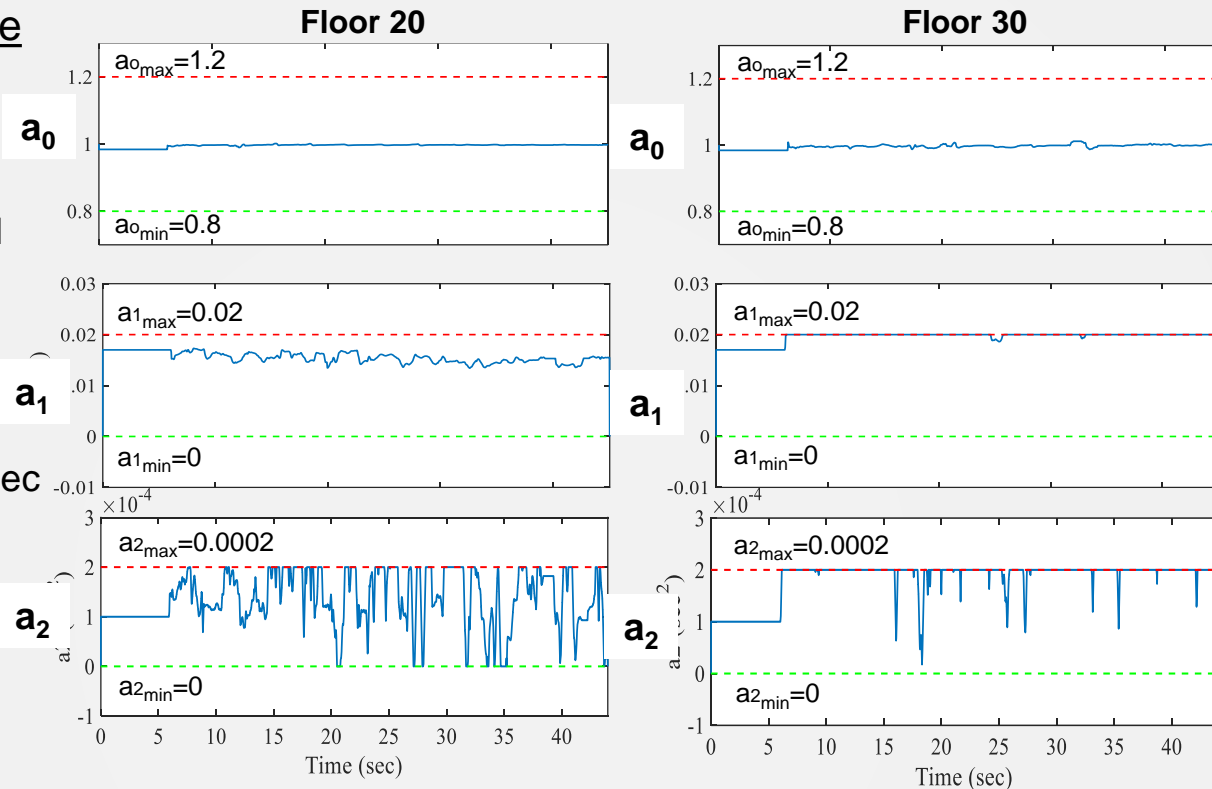 e
Floor 20
Floor 30
a0max=1.2
a0max=1.2
1.2
1.2
a0
a0
1
1
0.8
0.8
a0min=0.8
a0min=0.8
0.03
0.03
a1max=0.02
a1max=0.02
0.02
0.02
)
.01
.01
a1
a1
0
0
a1min=0
a1min=0
ec
-0.01
-0.01
×10-4
×10-4
3
3
a2max=0.0002
a2max=0.0002
2
2
a2
a2
1
1
0
0
a2min=0
a2min=0
-1
-1
0 5 10 15 20 25 30 35 40
0 5 10 15 20 25 30 35 40
Time (sec)
Time (sec)